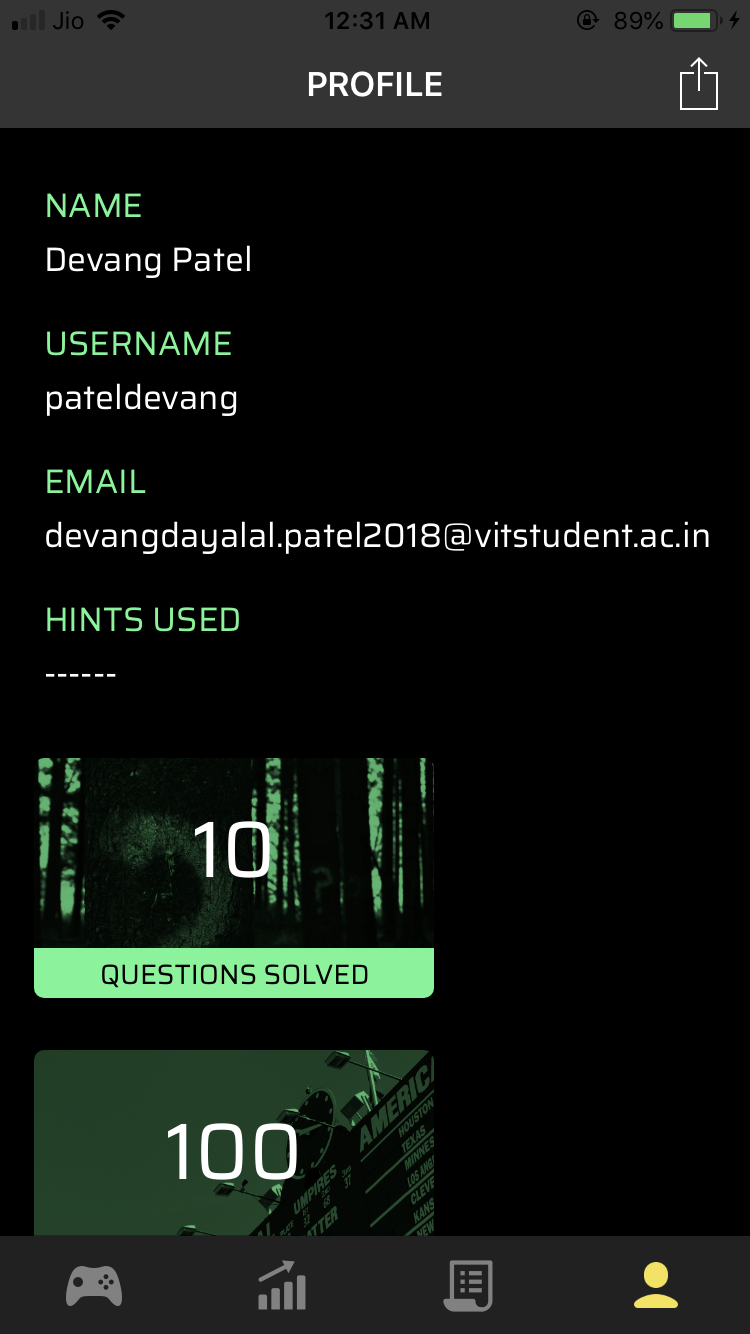 Jio 12:31 AM 89%
PROFILE
NAME
Devang Patel
USERNAME
pateldevang
EMAIL
devangdayalal.patel2018@vitstudent.ac.in
HINTS USED
------
10
QUESTIONS SOLVED
100
AMERIC
HOUSTON
TEXAS
MINNES
LOS ANG
CLEVE
KANS
NEW
UMPIRES
ATTER